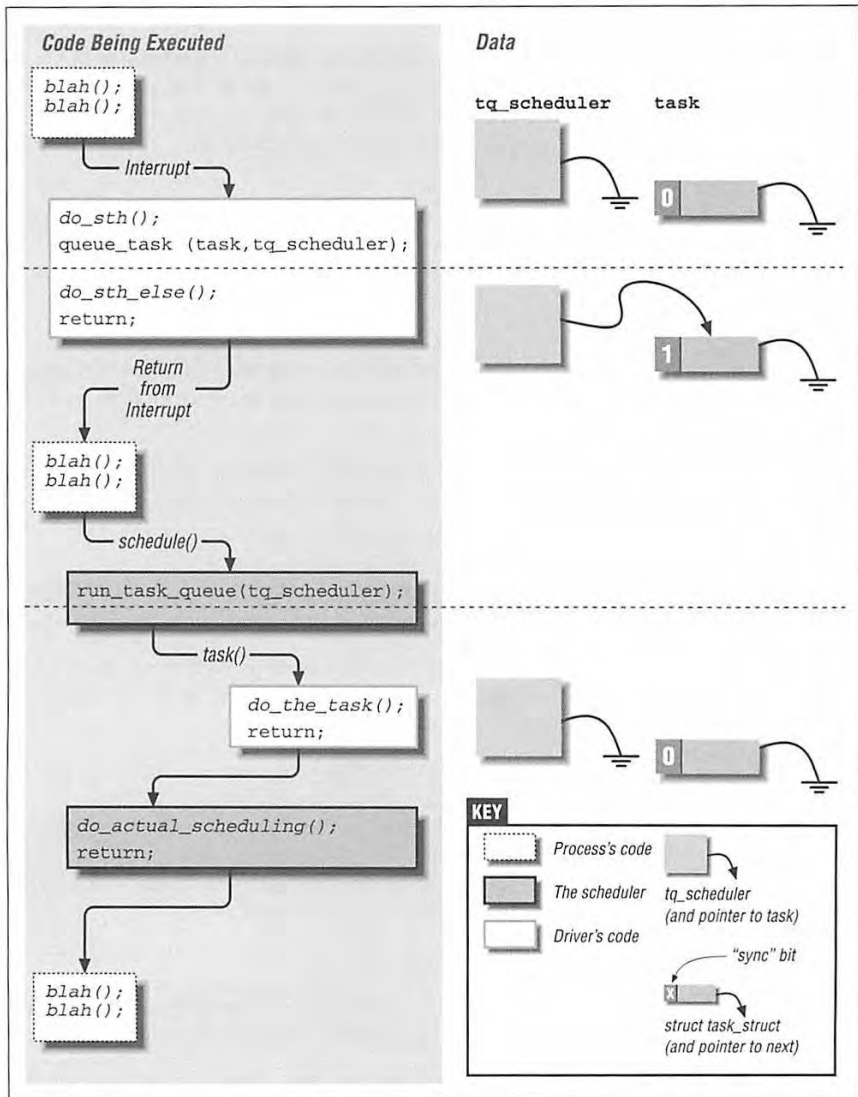 Code Being Executed
Data
blah();
blah();
tq_scheduler
task
Interrupt
0
do_sth();
queue_task (task,tq_scheduler);
do_sth_else();
return;
1
Return
from
Interrupt
blah();
blah();
schedule()
run_task_queue(tq_scheduler);
task()
do_the_task();
return;
0
do_actual_scheduling();
return;
blah();
blah();
KEY
Process's code
The scheduler
Driver's code
tq_scheduler
(and pointer to task)
"sync" bit
X
struct task_struct
(and pointer to next)